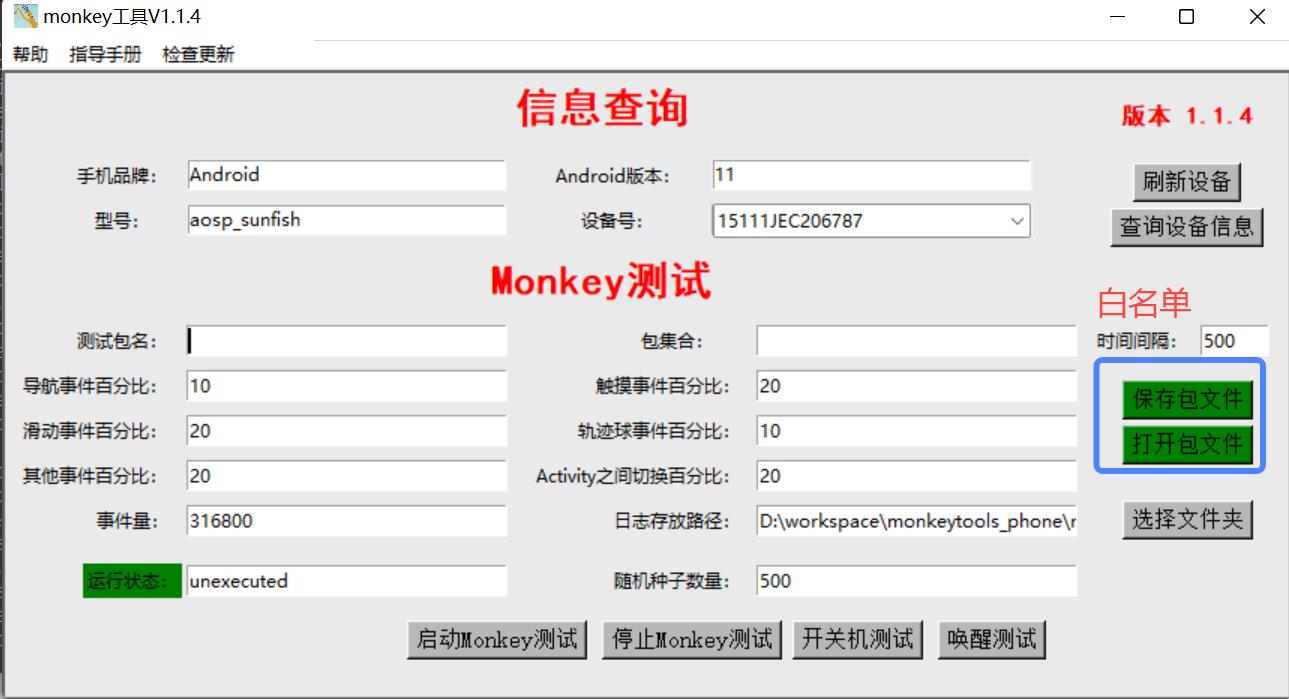 monkey工具V1.1.4
帮助 指导手册 检查更新
信息查询
版本 1.1.4
手机品牌: Android Android版本: 11 刷新设备
型号: aosp_sunfish 设备号: 15111JEC206787 查询设备信息
Monkey测试
白名单
测试包名: 包集合: 时间间隔: 500
导航事件百分比: 10 触摸事件百分比: 20 保存包文件
滑动事件百分比: 20 轨迹球事件百分比: 10 打开包文件
其他事件百分比: 20 Activity之间切换百分比: 20
事件量: 316800 日志存放路径: D:\workspace\monkeytools_phone\r 选择文件夹
运行状态: unexecuted 随机种子数量: 500
启动Monkey测试 停止Monkey测试 开关机测试 唤醒测试